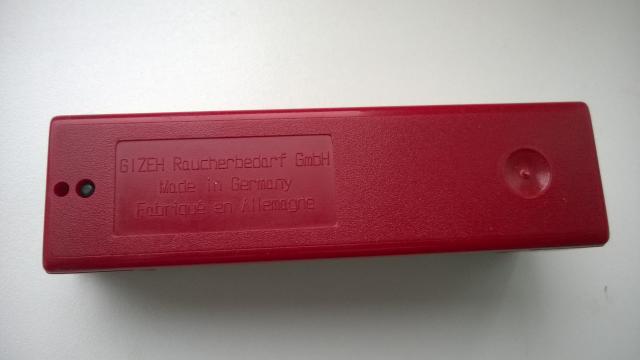 GIZEH Raucherbedarf GmbH
Made in Germany
Fabriqué en Allemagne